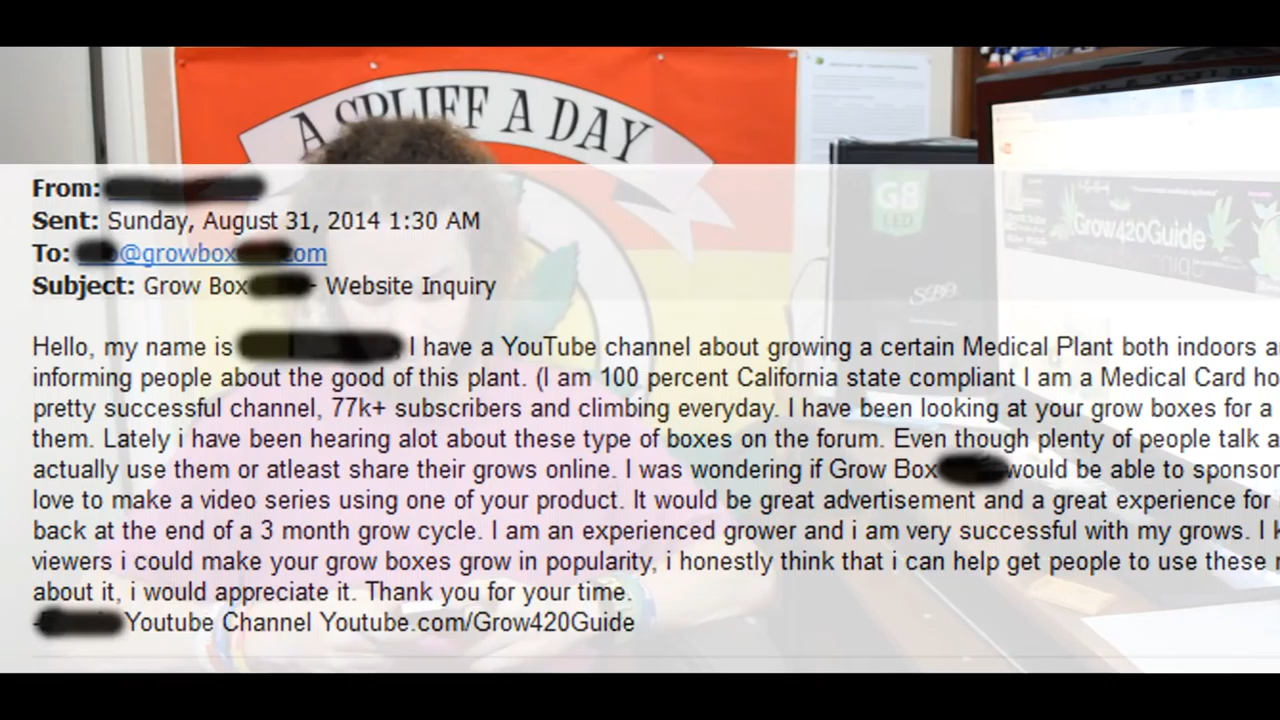 A SPLIFF A DAY
G8
LED
Grow420Guide
From:
Sent: Sunday, August 31, 2014 1:30 AM
To: @growbox com
Subject: Grow Box - Website Inquiry
Hello, my name is I have a YouTube channel about growing a certain Medical Plant both indoors
informing people about the good of this plant. (I am 100 percent California state compliant I am a Medical Card
pretty successful channel, 77k+ subscribers and climbing everyday. I have been looking at your grow boxes for a
them. Lately i have been hearing alot about these type of boxes on the forum. Even though plenty of people talk
actually use them or atleast share their grows online. I was wondering if Grow Box would be able to sponsor
love to make a video series using one of your product. It would be great advertisement and a great experience for
back at the end of a 3 month grow cycle. I am an experienced grower and i am very successful with my grows. I
viewers i could make your grow boxes grow in popularity, i honestly think that i can help get people to use these
about it, i would appreciate it. Thank you for your time.
- Youtube Channel Youtube.com/Grow420Guide